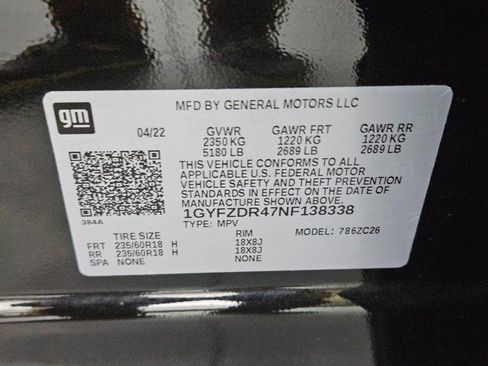 gm
MFD BY GENERAL MOTORS LLC
04/22 GVWR GAWR FRT GAWR RR
2350 KG 1220 KG 1220 KG
5180 LB 2689 LB 2689 LB
THIS VEHICLE CONFORMS TO ALL
APPLICABLE U.S. FEDERAL MOTOR
VEHICLE SAFETY AND THEFT PREVENTION
STANDARDS IN EFFECT ON THE DATE OF
MANUFACTURE SHOWN ABOVE.
384A
1GYFZDR47NF138338
TYPE: MPV MODEL: 786ZC26
TIRE SIZE RIM
FRT 235/60R18 H 18X8J
RR 235/60R18 H 18X8J
SPA NONE NONE